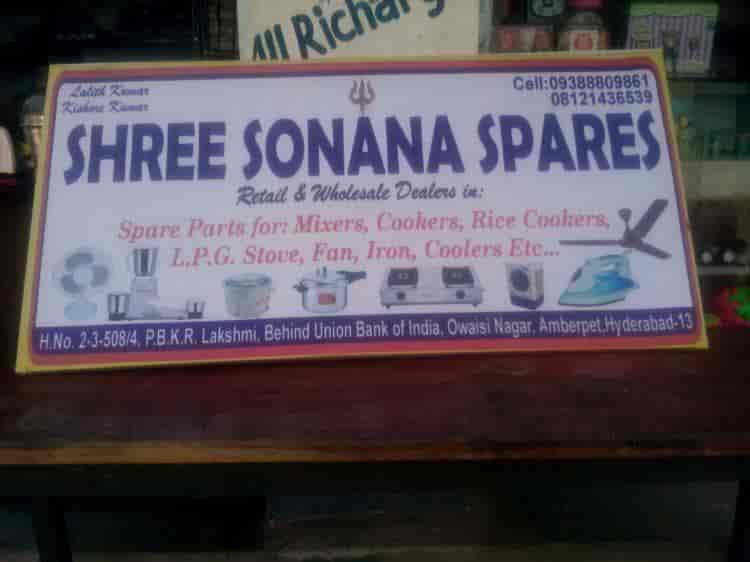 All Richarg
Lalith Kumar
Kishore Kumar
Cell:09388809861
08121436539
SHREE SONANA SPARES
Retail & Wholesale Dealers in:
Spare Parts for: Mixers, Cookers, Rice Cookers,
L.P.G. Stove, Fan, Iron, Coolers Etc...
H.No. 2-3-508/4, P.B.K.R. Lakshmi, Behind Union Bank of India, Owaisi Nagar, Amberpet,Hyderabad-13